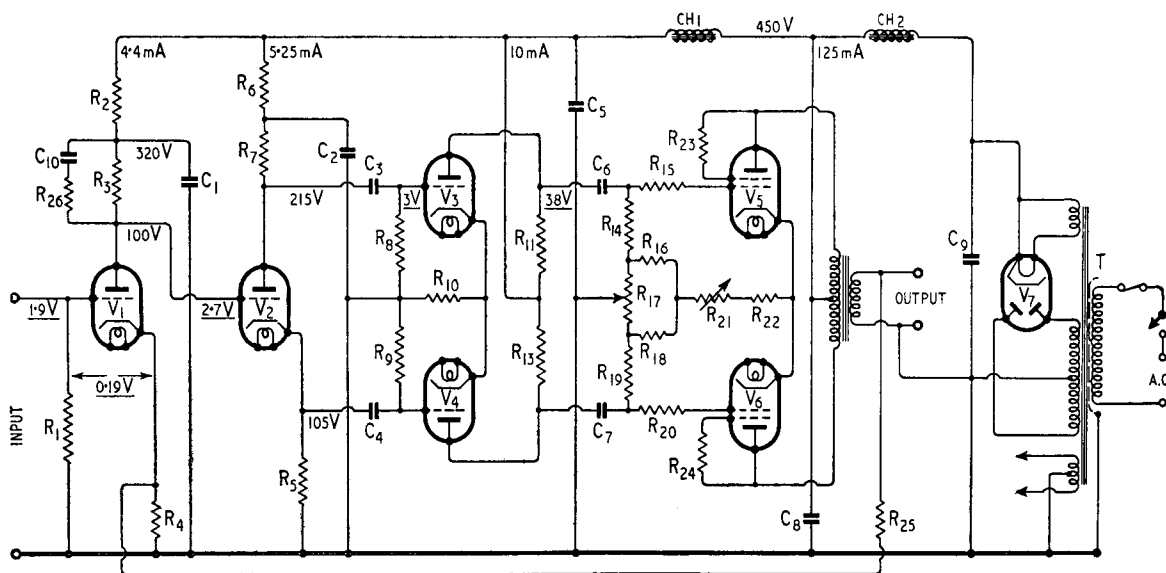 CH1 450V CH2
4·4mA 5·25mA 10mA 125mA
R2 R6 C5 R23
C10 320V R7 C2 C3 C6 R15 V5
R26 R3 C1 215V 3V V3 38V
R14 R16 C9
100V R8 R11 R10 R17 R21 R22 OUTPUT V7 T
1·9V V1 2·7V V2 R9 R13 R18
0·19V V4 R19 V6 A.C
INPUT R1 105V C4 C7 R20
R5 R24
R4 C8 R25